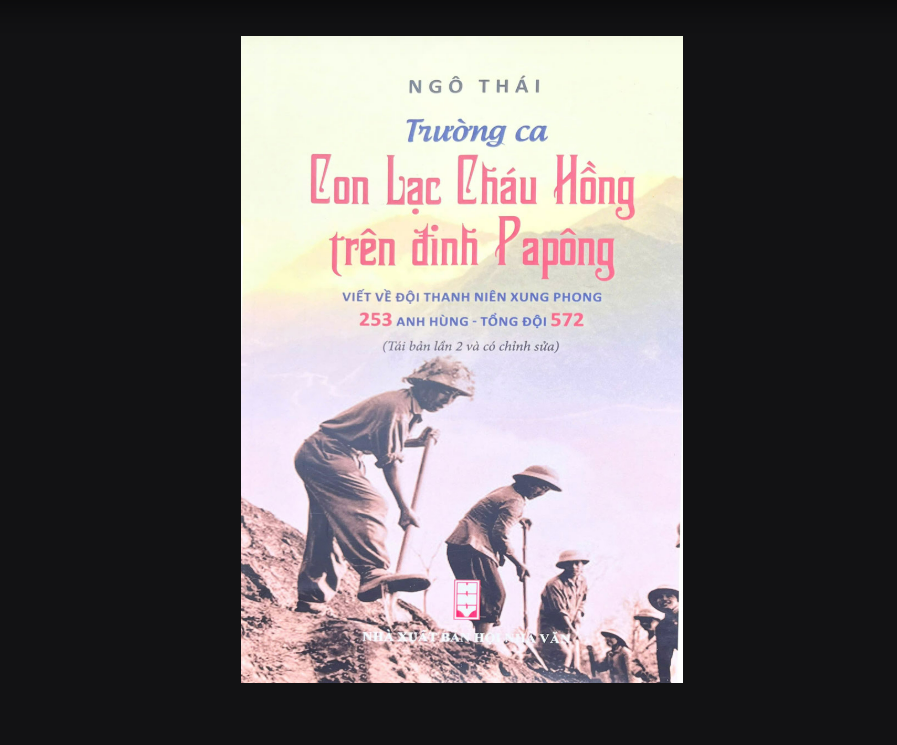 NGÔ THÁI
Trường ca
Con Lạc Cháu Hồng
trên đỉnh Papông
VIẾT VỀ ĐỘI THANH NIÊN XUNG PHONG
253 ANH HÙNG - TỔNG ĐỘI 572
(Tái bản lần 2 và có chỉnh sửa)
NHÀ XUẤT BẢN HỘI NHÀ VĂN